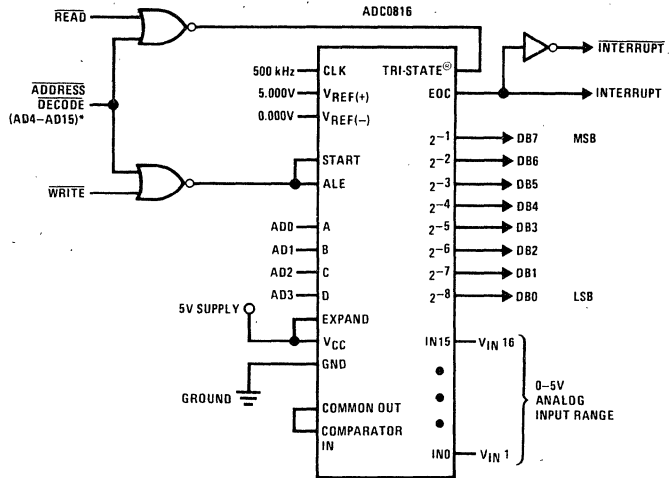 READ
ADC0816
ADDRESS
DECODE
(AD4–AD15)*
WRITE
500 kHz
5.000V
0.000V
AD0
AD1
AD2
AD3
5V SUPPLY
GROUND
CLK
VREF(+)
VREF(–)
START
ALE
A
B
C
D
EXPAND
VCC
GND
COMMON OUT
COMPARATOR
IN
TRI-STATE®
EOC
2–1
2–2
2–3
2–4
2–5
2–6
2–7
2–8
IN15
IN0
INTERRUPT
INTERRUPT
DB7 MSB
DB6
DB5
DB4
DB3
DB2
DB1
DB0 LSB
VIN 16
0–5V
ANALOG
INPUT RANGE
VIN 1